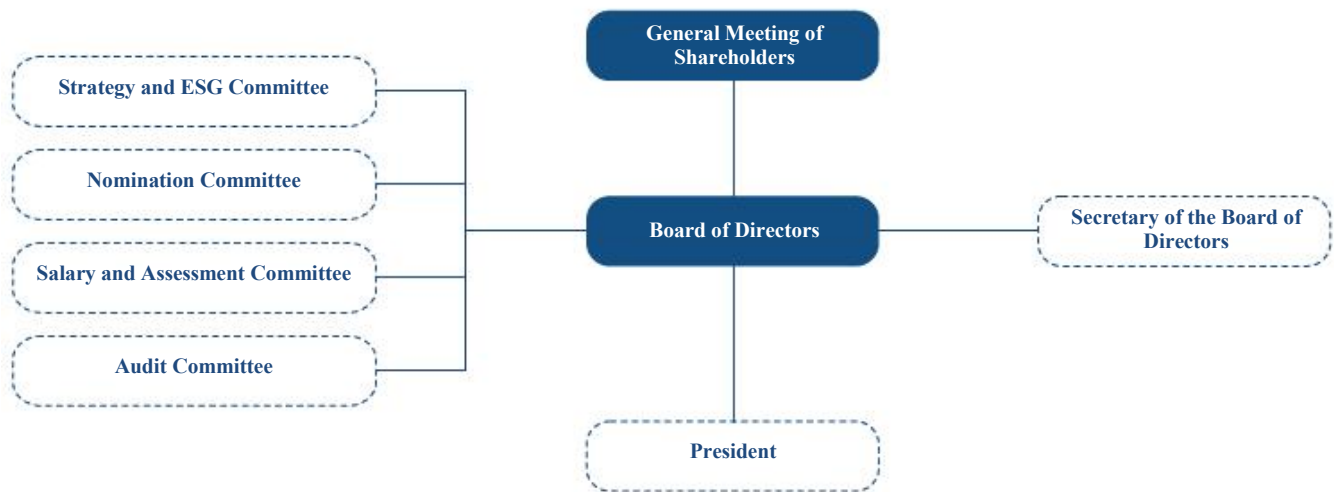 General Meeting of
Shareholders
Strategy and ESG Committee
Nomination Committee
Board of Directors
Secretary of the Board of
Directors
Salary and Assessment Committee
Audit Committee
President